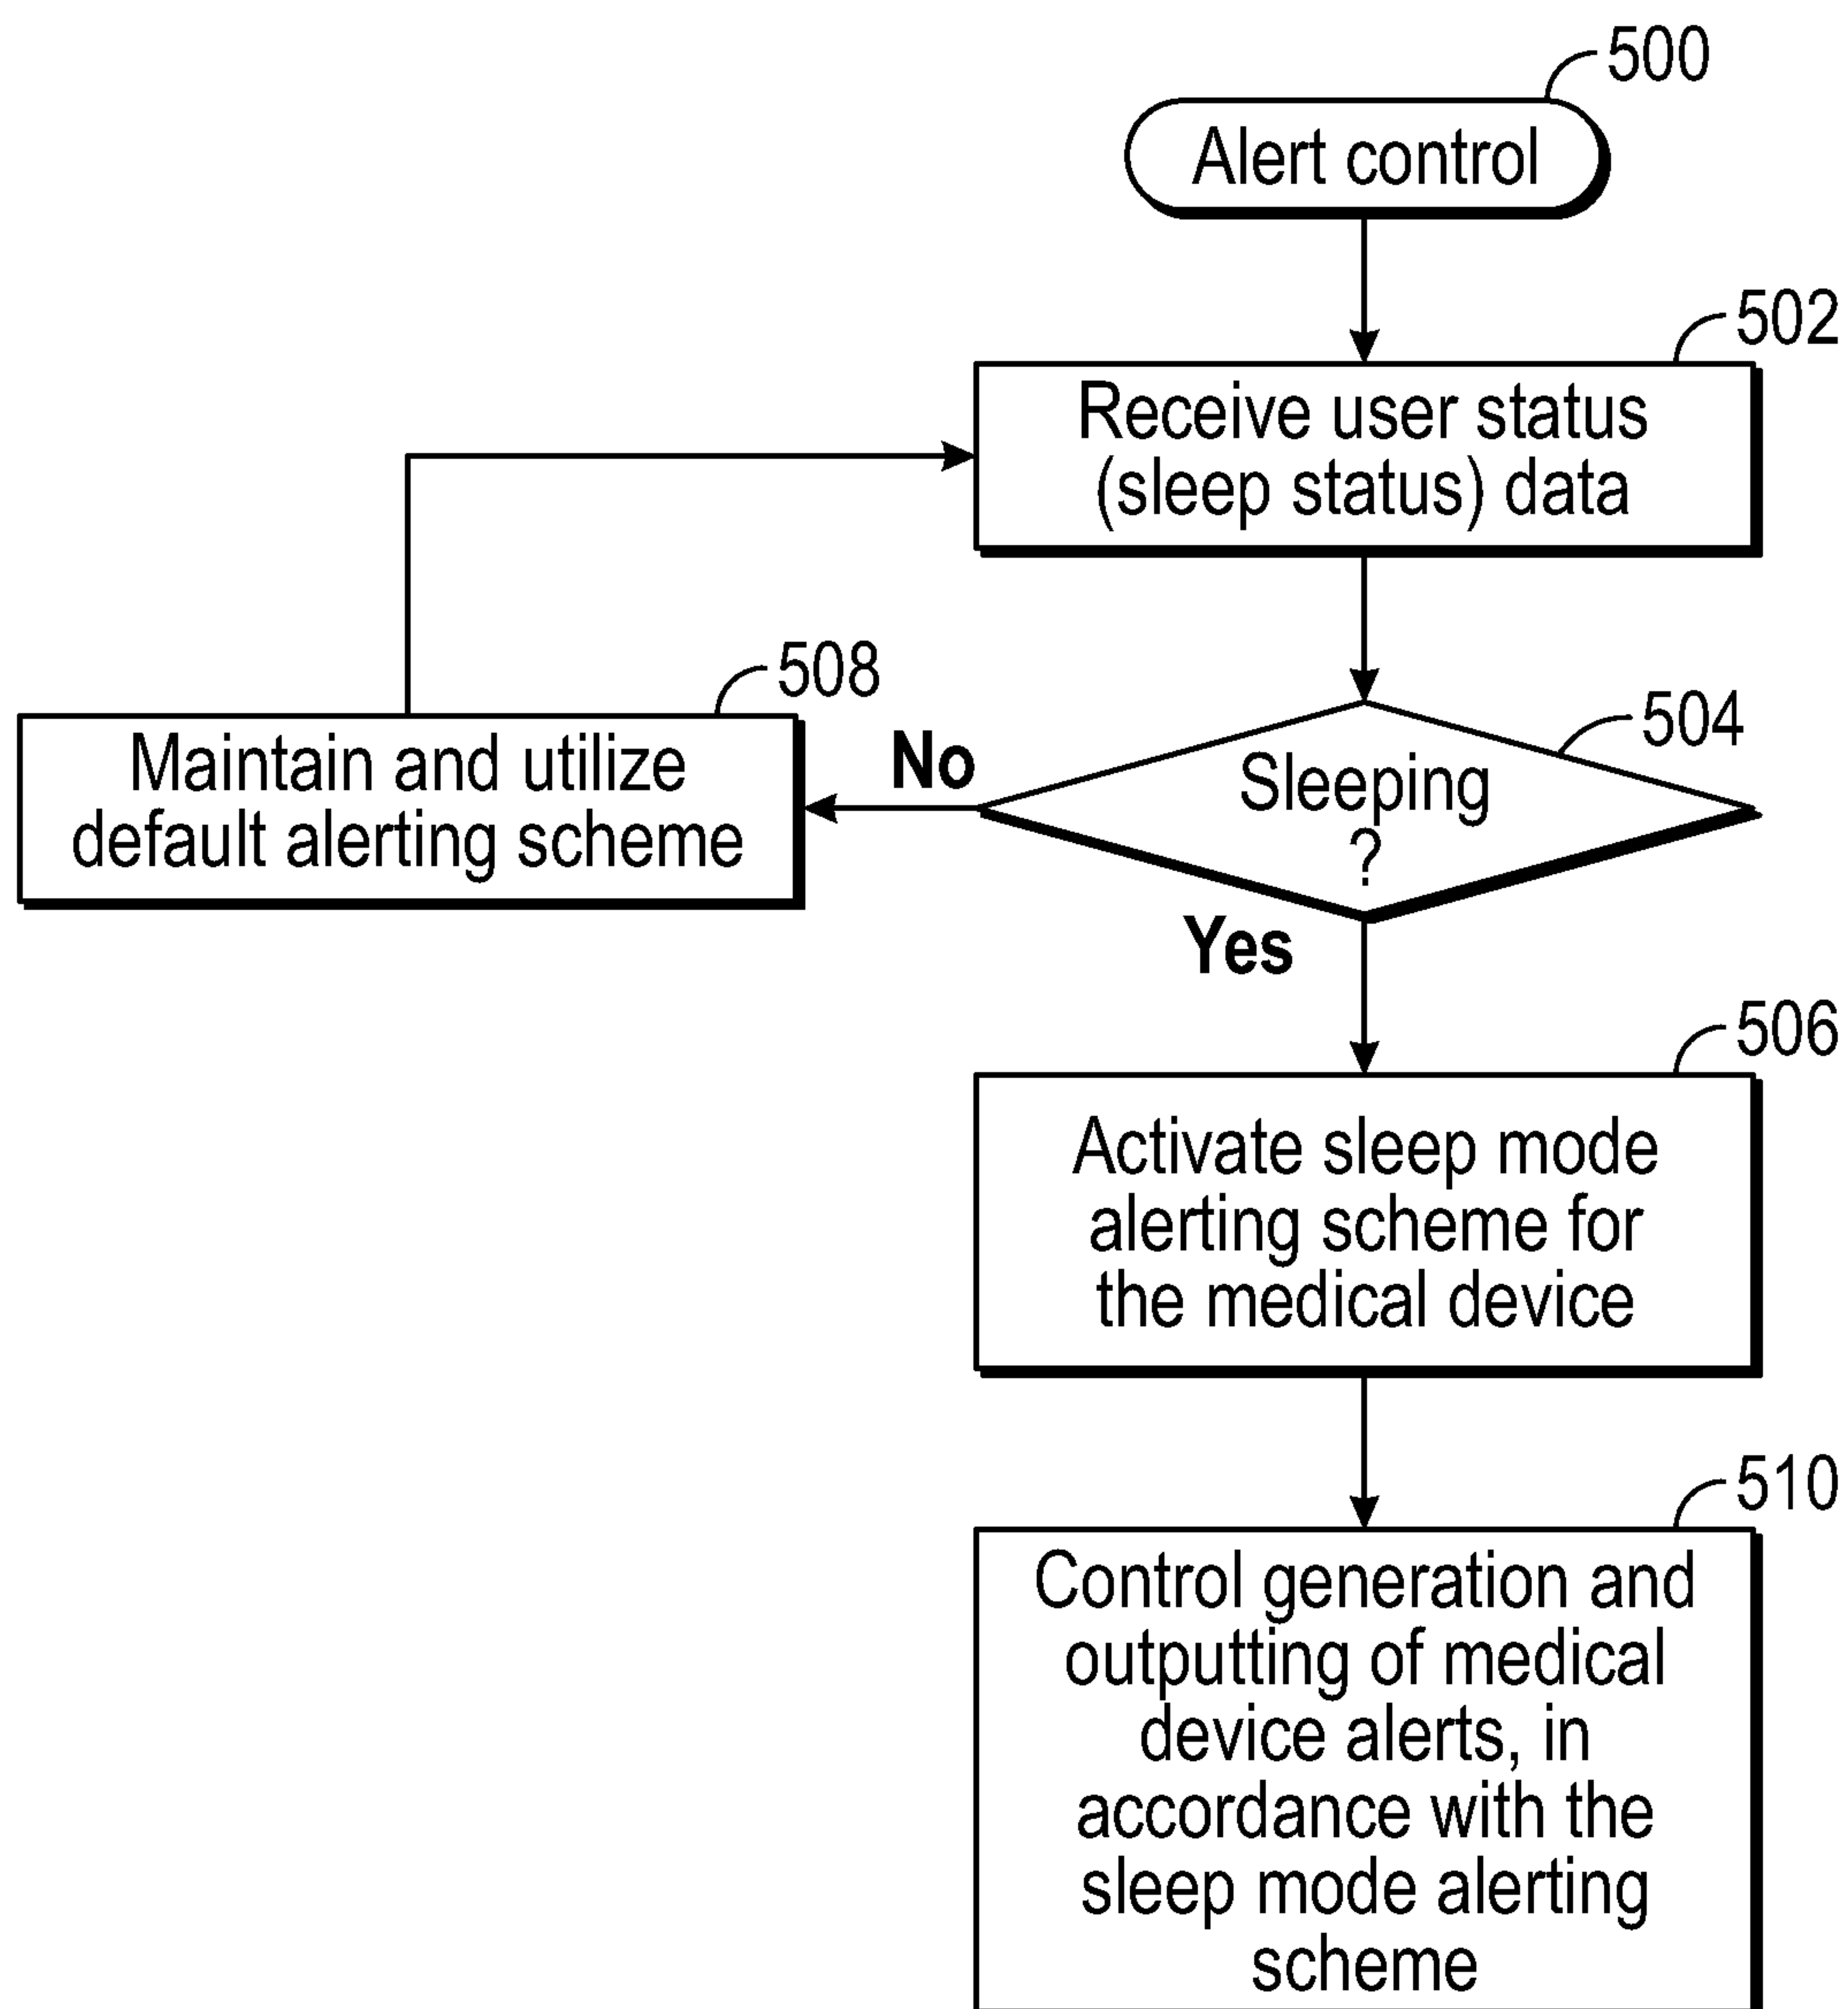 500
Alert control
502
Receive user status
(sleep status) data
508
Maintain and utilize
default alerting scheme
No
504
Sleeping
?
Yes
506
Activate sleep mode
alerting scheme for
the medical device
510
Control generation and
outputting of medical
device alerts, in
accordance with the
sleep mode alerting
scheme